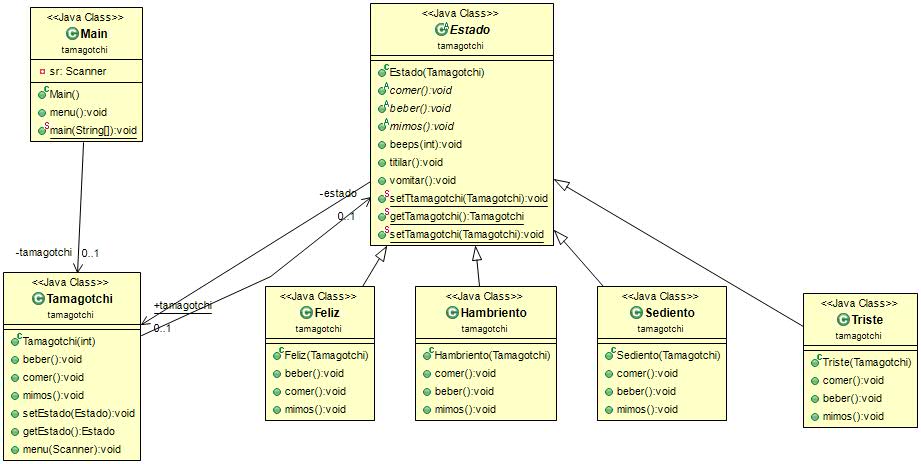 <<Java Class>>
Main
tamagotchi
sr: Scanner
Main()
menu():void
main(String[]):void
<<Java Class>>
Estado
tamagotchi
Estado(Tamagotchi)
comer():void
beber():void
mimos():void
beeps(int):void
titilar():void
vomitar():void
setTtamagotchi(Tamagotchi):void
getTamagotchi():Tamagotchi
setTamagotchi(Tamagotchi):void
-estado
0..1
-tamagotchi
0..1
+tamagotchi
0..1
<<Java Class>>
Tamagotchi
tamagotchi
Tamagotchi(int)
beber():void
comer():void
mimos():void
setEstado(Estado):void
getEstado():Estado
menu(Scanner):void
<<Java Class>>
Feliz
tamagotchi
Feliz(Tamagotchi)
beber():void
comer():void
mimos():void
<<Java Class>>
Hambriento
tamagotchi
Hambriento(Tamagotchi)
comer():void
beber():void
mimos():void
<<Java Class>>
Sediento
tamagotchi
Sediento(Tamagotchi)
comer():void
beber():void
mimos():void
<<Java Class>>
Triste
tamagotchi
Triste(Tamagotchi)
comer():void
beber():void
mimos():void